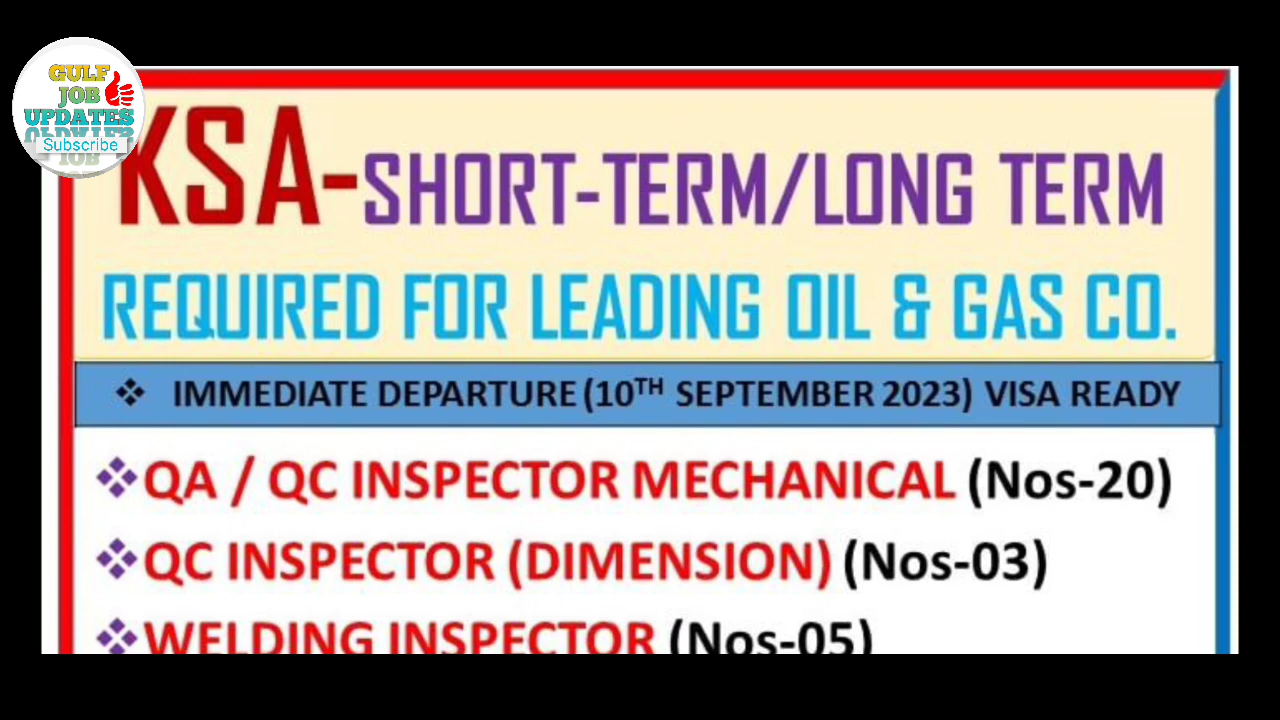 GULF
JOB
UPDATES
Subscribe
KSA-SHORT-TERM/LONG TERM
REQUIRED FOR LEADING OIL & GAS CO.
❖ IMMEDIATE DEPARTURE (10TH SEPTEMBER 2023) VISA READY
❖QA / QC INSPECTOR MECHANICAL (Nos-20)
❖QC INSPECTOR (DIMENSION) (Nos-03)
❖WELDING INSPECTOR (Nos-05)